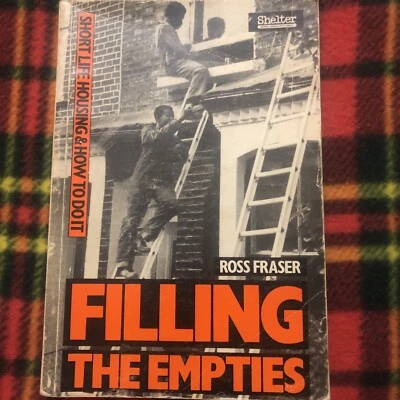 Shelter
SHORT LIFE HOUSING & HOW TO DO IT
ROSS FRASER
FILLING
THE EMPTIES